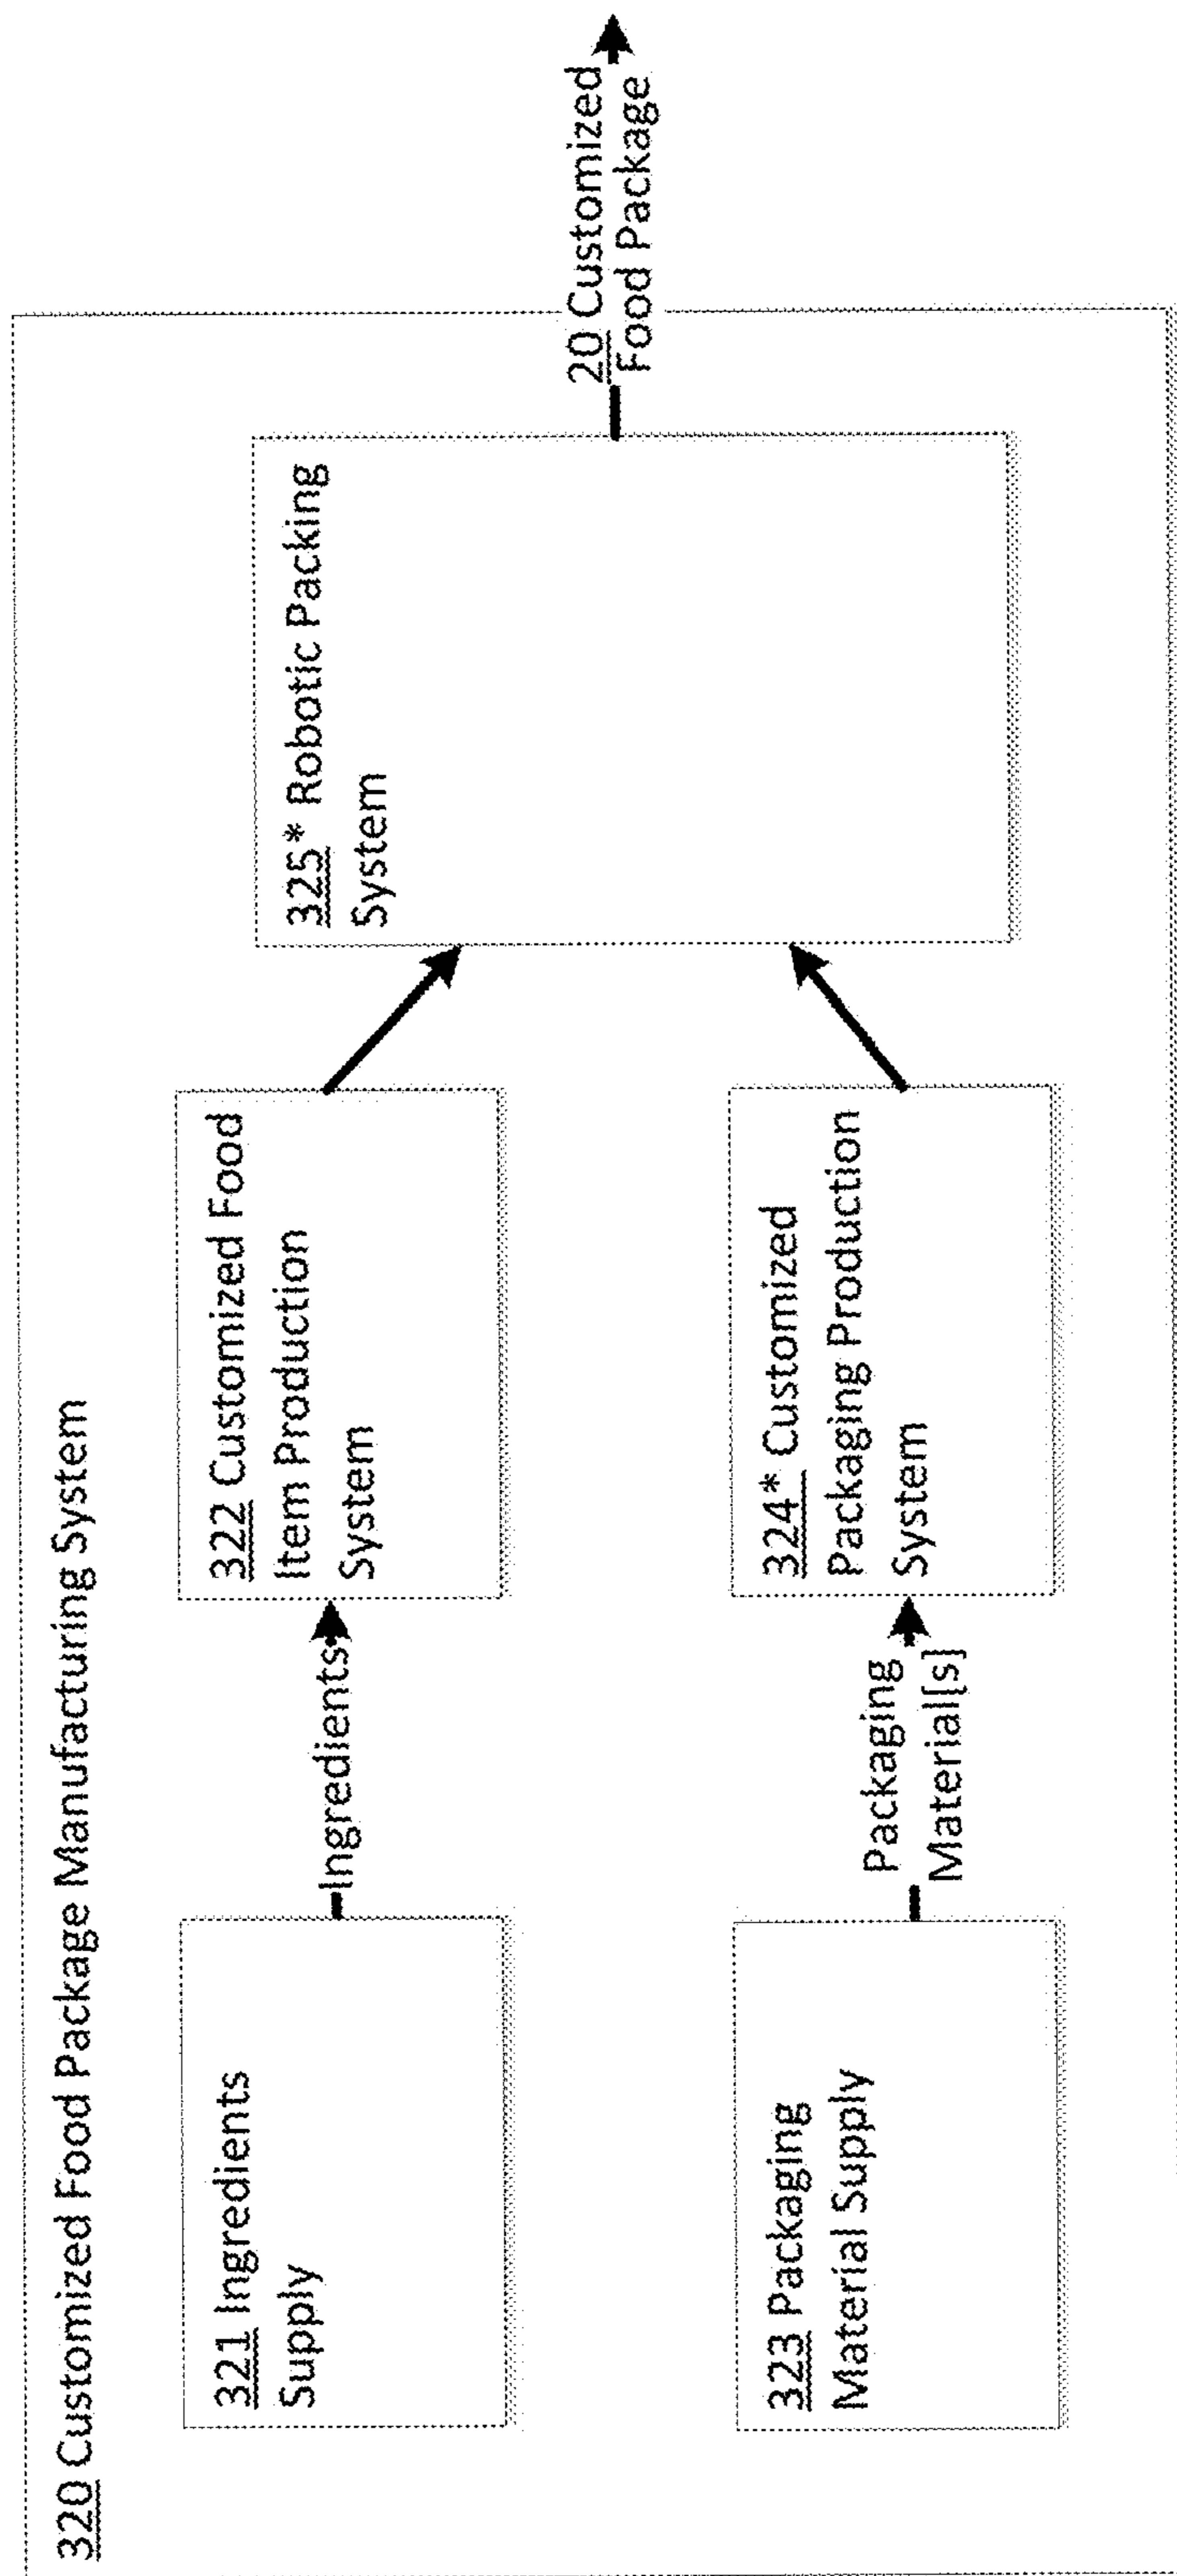 320 Customized Food Package Manufacturing System
321 Ingredients
Supply
Ingredients
322 Customized Food
Item Production
System
323 Packaging
Material Supply
Packaging
Material[s]
324* Customized
Packaging Production
System
325* Robotic Packing
System
20 Customized
Food Package